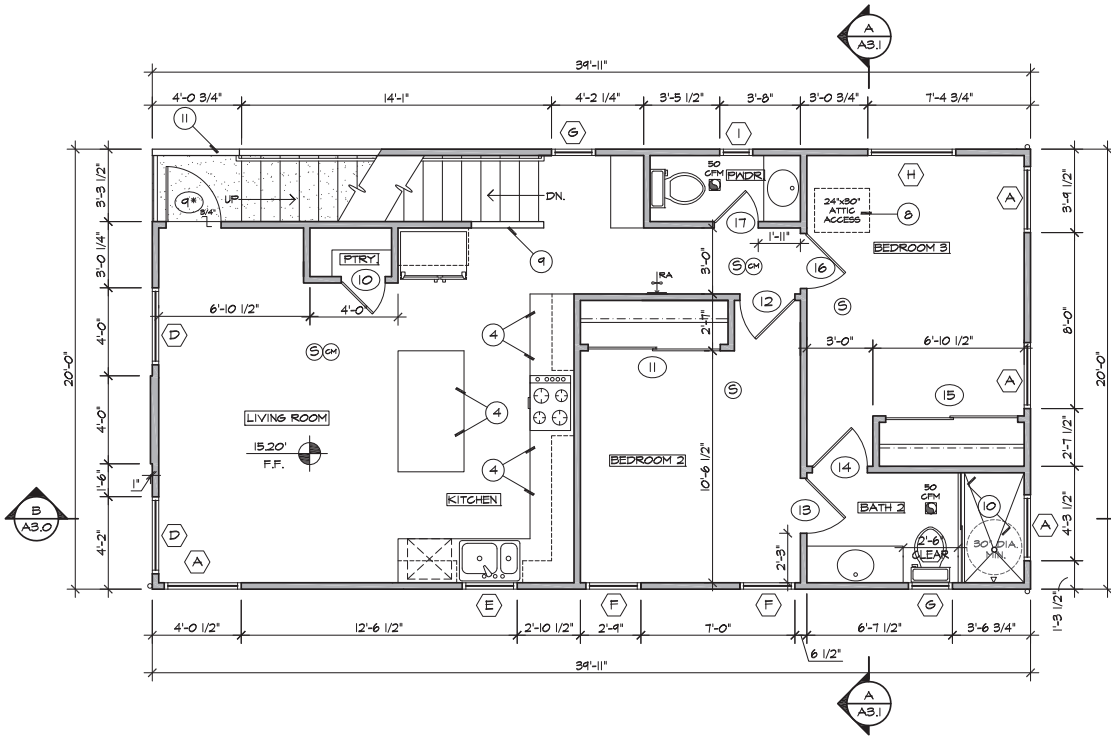 A
A3.1
39'-11"
4'-0 3/4"
14'-1"
4'-2 1/4"
3'-5 1/2"
3'-8"
3'-0 3/4"
7'-4 3/4"
11
G
I
H
A
50
CFM
PWDR
24"x30"
ATTIC
ACCESS
8
BEDROOM 3
9*
3/4"
UP
DN.
17
1'-11"
16
3'-3 1/2"
3'-9 1/2"
PTRY.
10
9
3'-0"
S CM
RA
12
S
3'-0 1/4"
6'-10 1/2"
4'-0"
D
S CM
4
2'-7"
3'-0"
6'-10 1/2"
8'-0"
4'-0"
20'-0"
20'-0"
11
S
A
15
4
LIVING ROOM
15.20'
F.F.
4'-0"
BEDROOM 2
10'-6 1/2"
14
2'-7 1/2"
1'-6"
1"
4
KITCHEN
13
BATH 2
50
CFM
10
A
4'-3 1/2"
B
A3.0
D
A
4'-2"
2'-3"
2'-6"
CLEAR
30" DIA.
MIN.
E
F
F
G
1'-3 1/2"
4'-0 1/2"
12'-6 1/2"
2'-10 1/2"
2'-9"
7'-0"
6 1/2"
6'-7 1/2"
3'-6 3/4"
39'-11"
A
A3.1